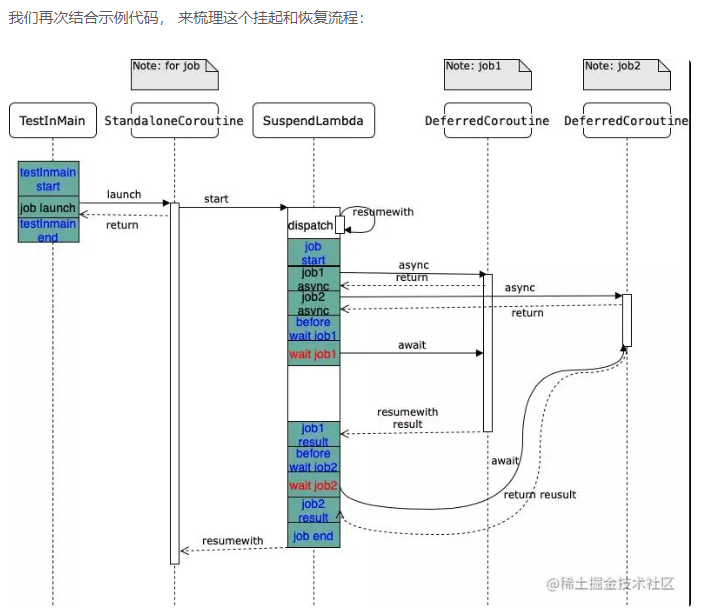 我们再次结合示例代码， 来梳理这个挂起和恢复流程：
Note: for job
Note: job1
Note: job2
TestInMain
StandaloneCoroutine
SuspendLambda
DeferredCoroutine
DeferredCoroutine
testInmain
start
launch
start
job launch
return
testInmain
end
dispatch
resumewith
job
start
job1
async
async
return
job2
async
async
return
before
wait job1
wait job1
await
resumewith
result
job1
result
before
wait job2
wait job2
await
return reusult
job2
result
job end
resumewith
@稀土掘金技术社区